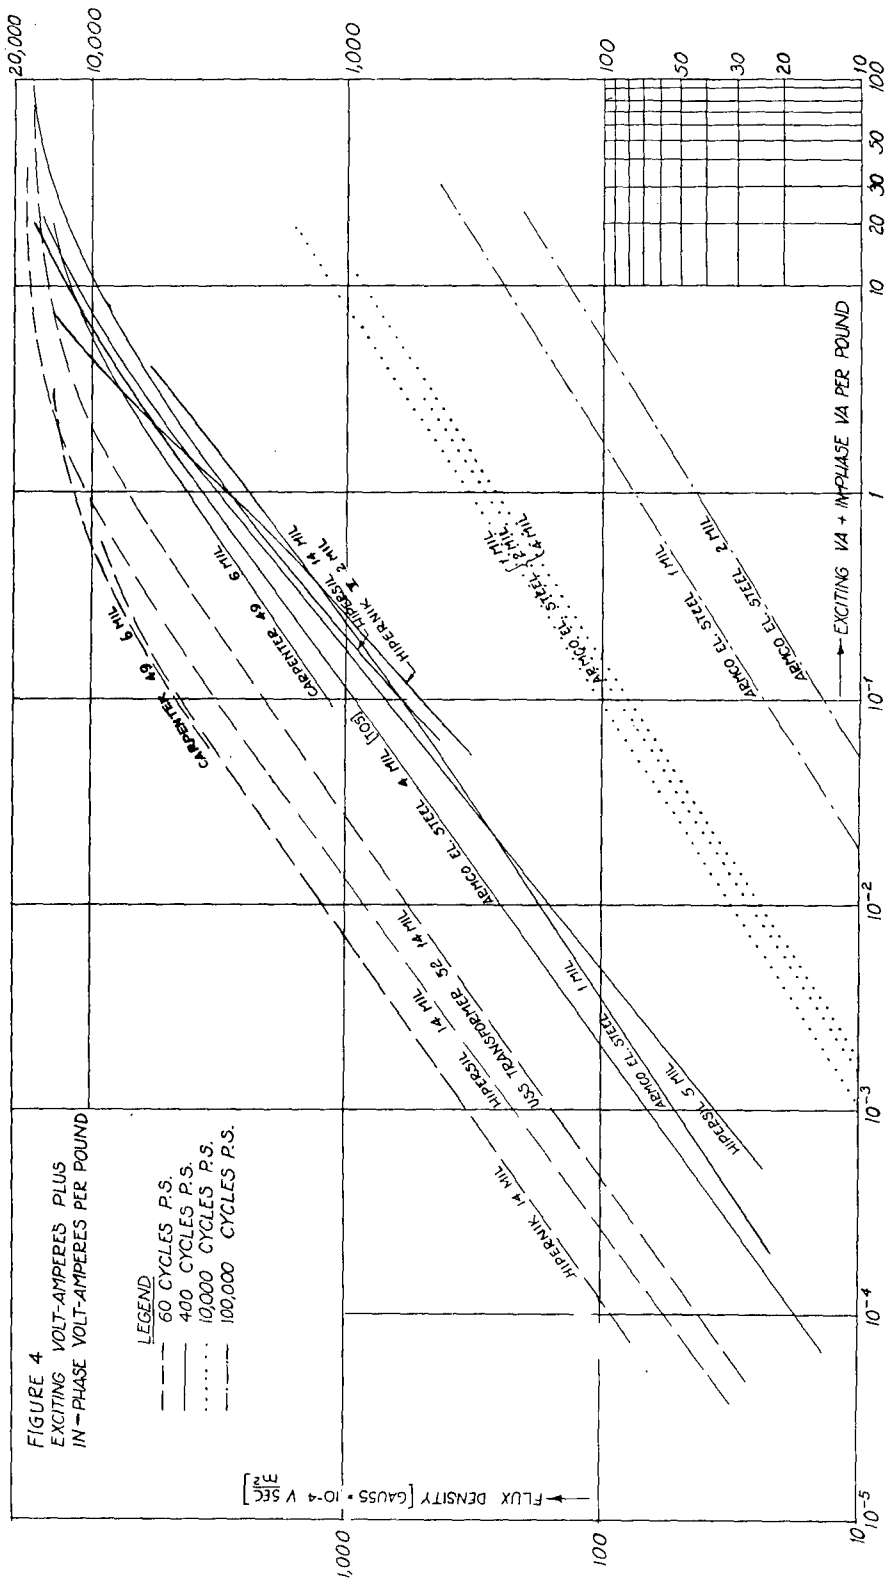 FIGURE 4
EXCITING VOLT-AMPERES PLUS
IN-PHASE VOLT-AMPERES PER POUND
LEGEND
60 CYCLES P.S.
400 CYCLES P.S.
10,000 CYCLES P.S.
100,000 CYCLES P.S.
FLUX DENSITY [GAUSS = 10-4 V SEC/m2]
1,000
100
10
20,000
10,000
1,000
100
50
30
20
10
10-5
10-4
10-3
10-2
10-1
1
10
20
30
50
100
EXCITING VA + IN-PHASE VA PER POUND
CARPENTER 49 6 MIL
HIPERNIK 14 MIL
HIPERSIL 14 MIL
USS TRANSFORMER 52 14 MIL
CARPENTER 49 6 MIL
ARMCO EL. STEEL 4 MIL (TOS)
ARMCO EL. STEEL 1 MIL
HIPERSIL 5 MIL
HIPERSIL 14 MIL
HIPERNIK V 2 MIL
ARMCO EL. STEEL { 1 MIL
2 MIL
4 MIL
ARMCO EL. STEEL 1 MIL
ARMCO EL. STEEL 2 MIL